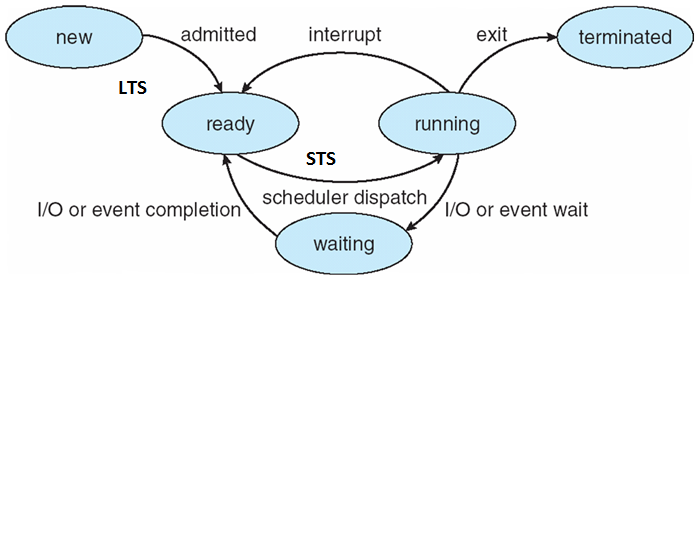 new
admitted
interrupt
exit
terminated
LTS
ready
running
STS
scheduler dispatch
I/O or event completion
I/O or event wait
waiting